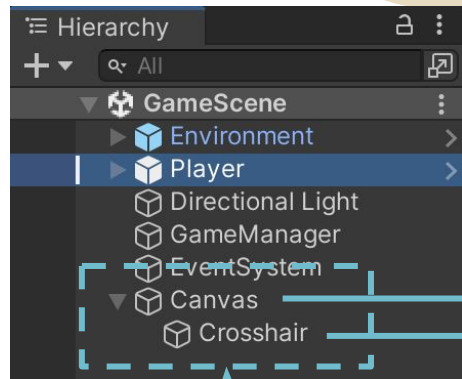 Hierarchy
All
GameScene
Environment
Player
Directional Light
GameManager
EventSystem
Canvas
Crosshair